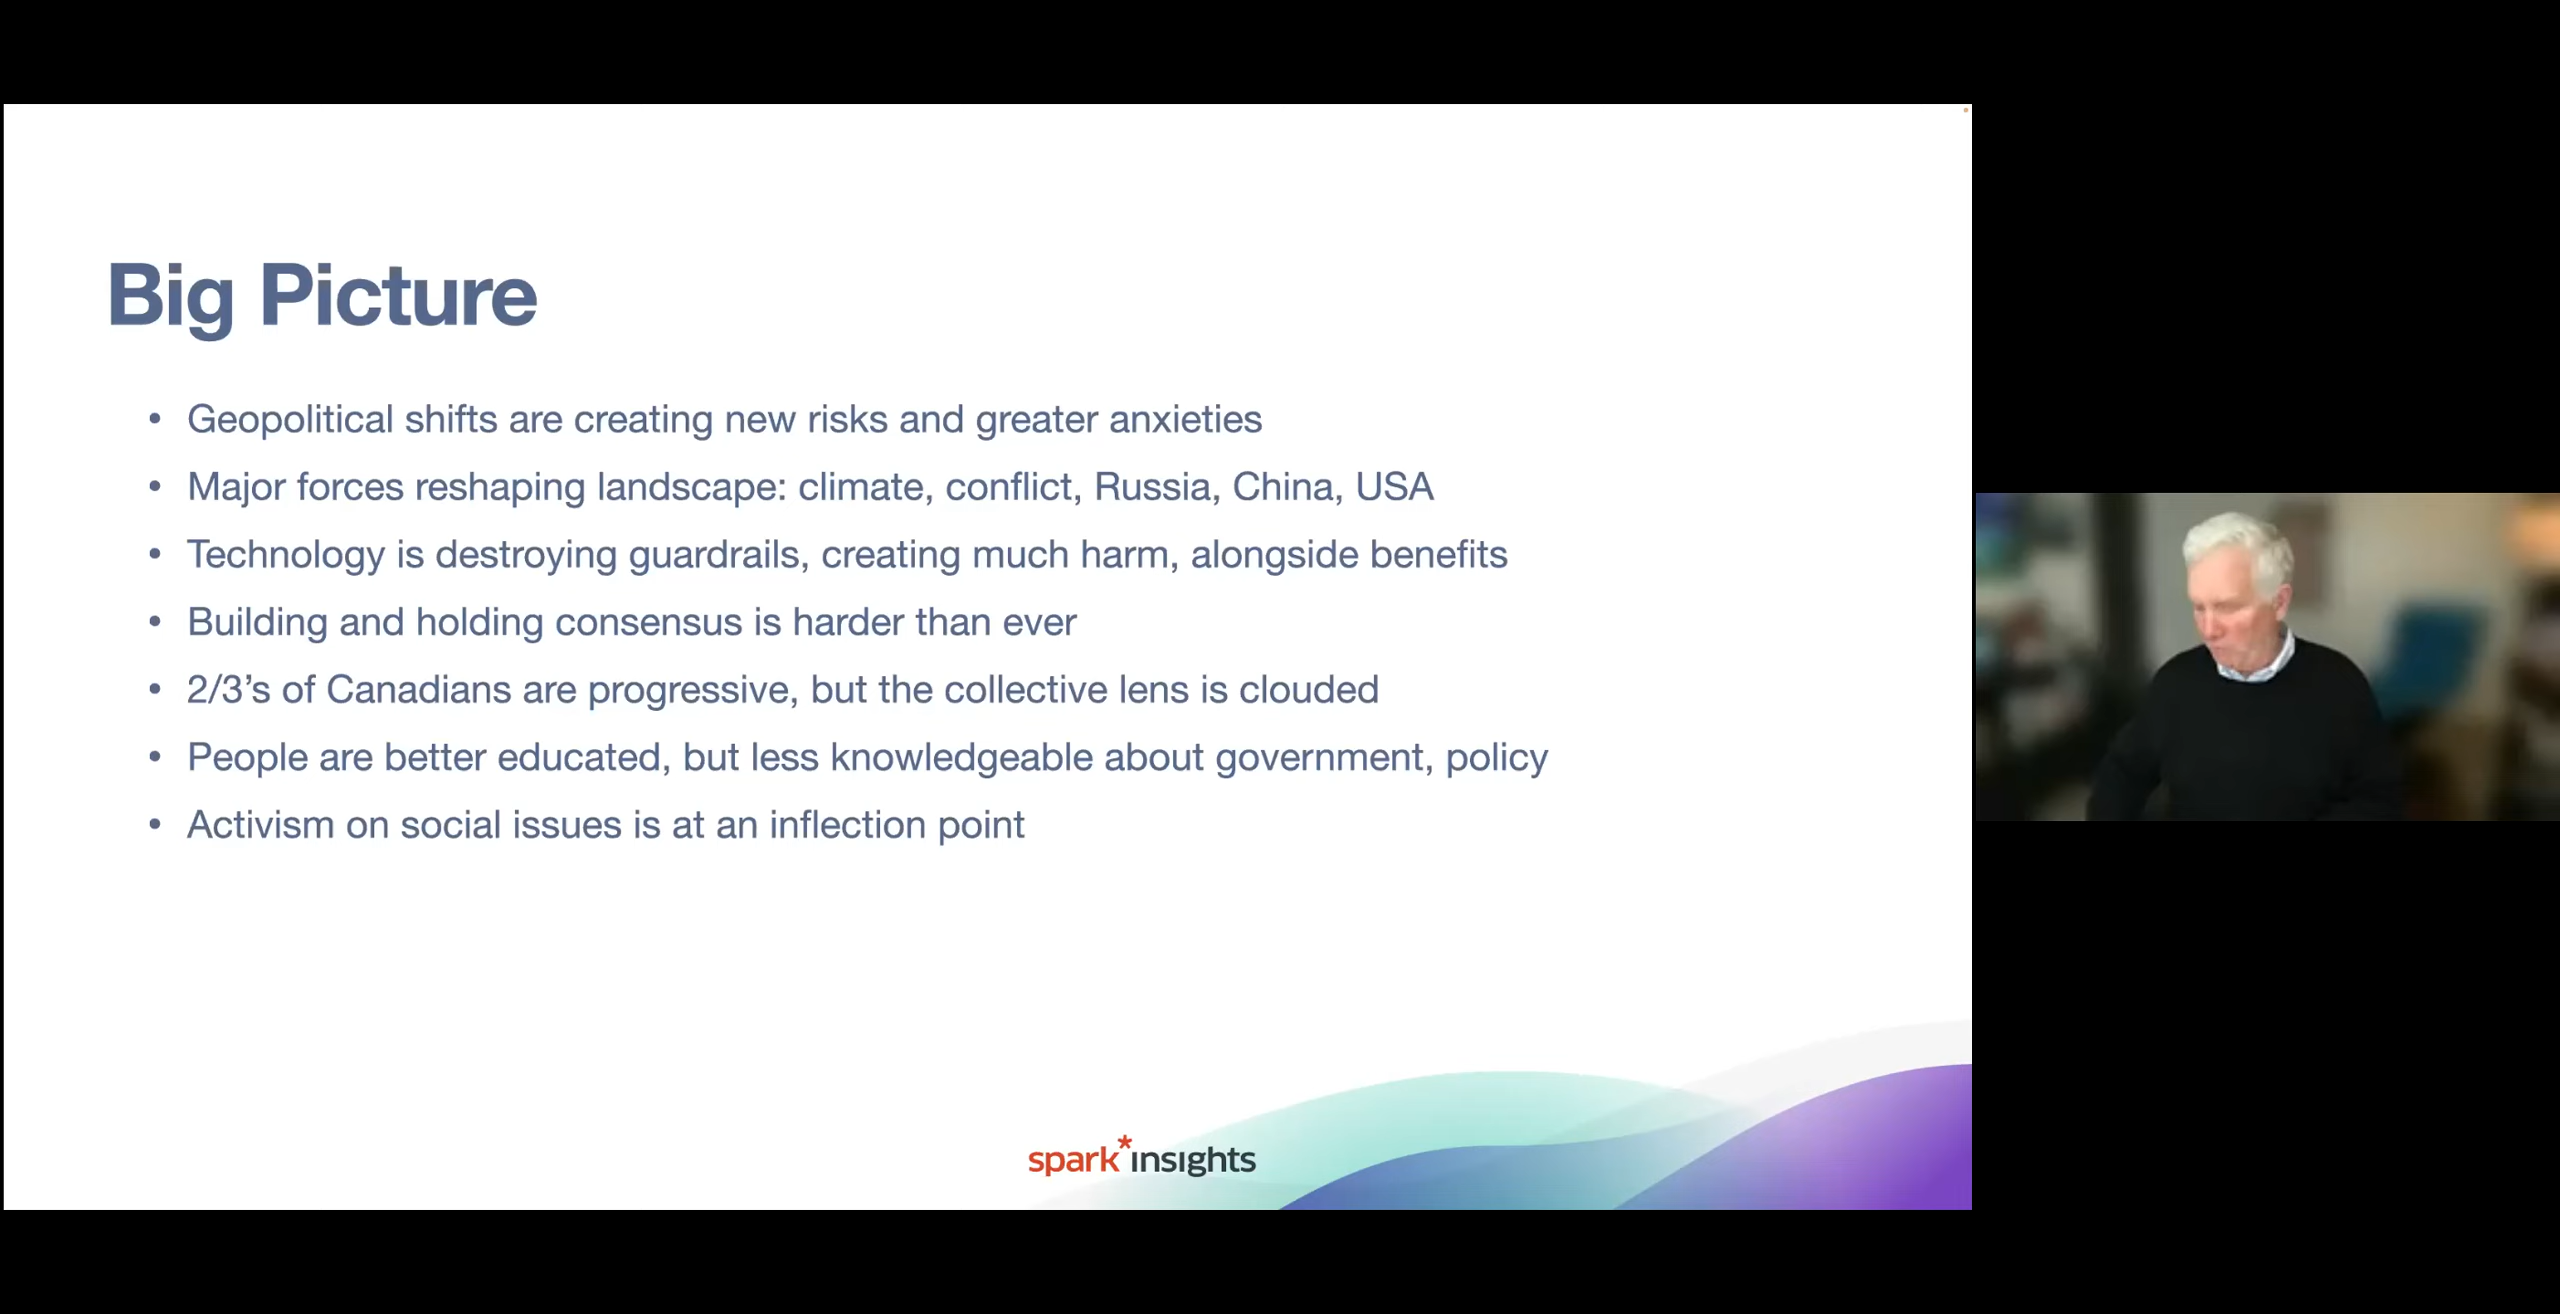 Big Picture
• Geopolitical shifts are creating new risks and greater anxieties
• Major forces reshaping landscape: climate, conflict, Russia, China, USA
• Technology is destroying guardrails, creating much harm, alongside benefits
• Building and holding consensus is harder than ever
• 2/3’s of Canadians are progressive, but the collective lens is clouded
• People are better educated, but less knowledgeable about government, policy
• Activism on social issues is at an inflection point
spark*insights